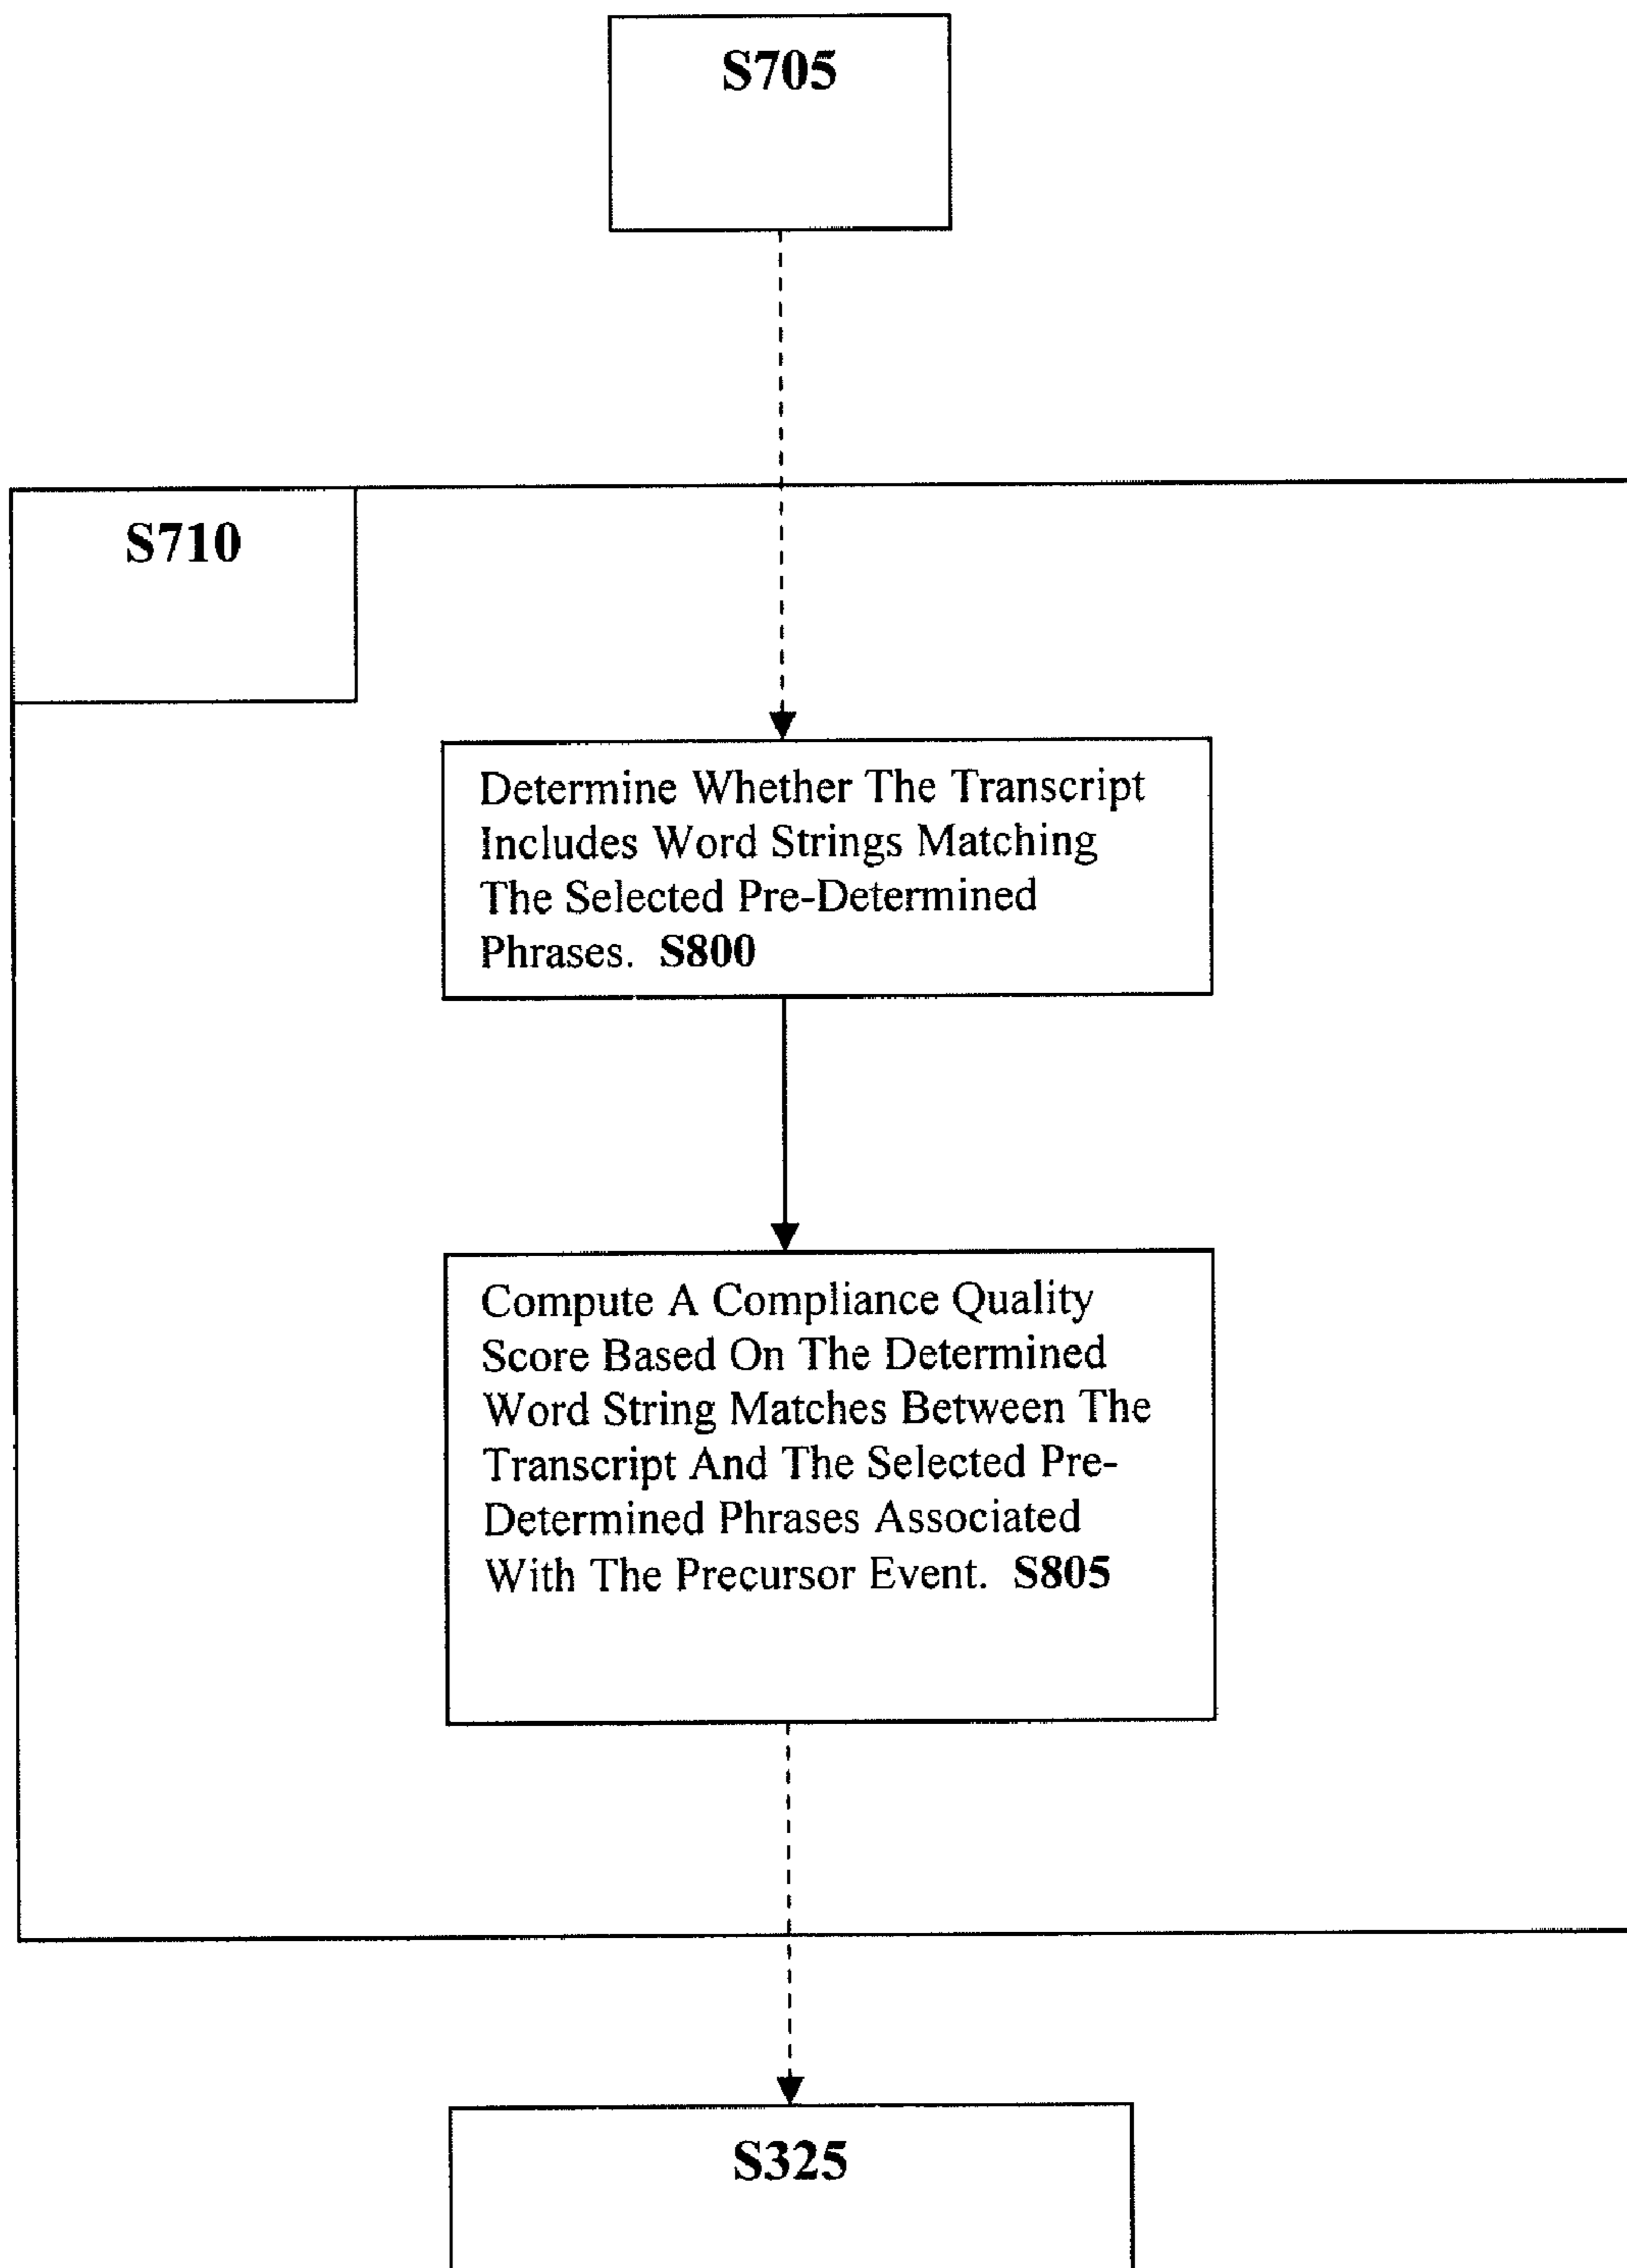 S705
S710
Determine Whether The Transcript
Includes Word Strings Matching
The Selected Pre-Determined
Phrases. S800
Compute A Compliance Quality
Score Based On The Determined
Word String Matches Between The
Transcript And The Selected Pre-
Determined Phrases Associated
With The Precursor Event. S805
S325